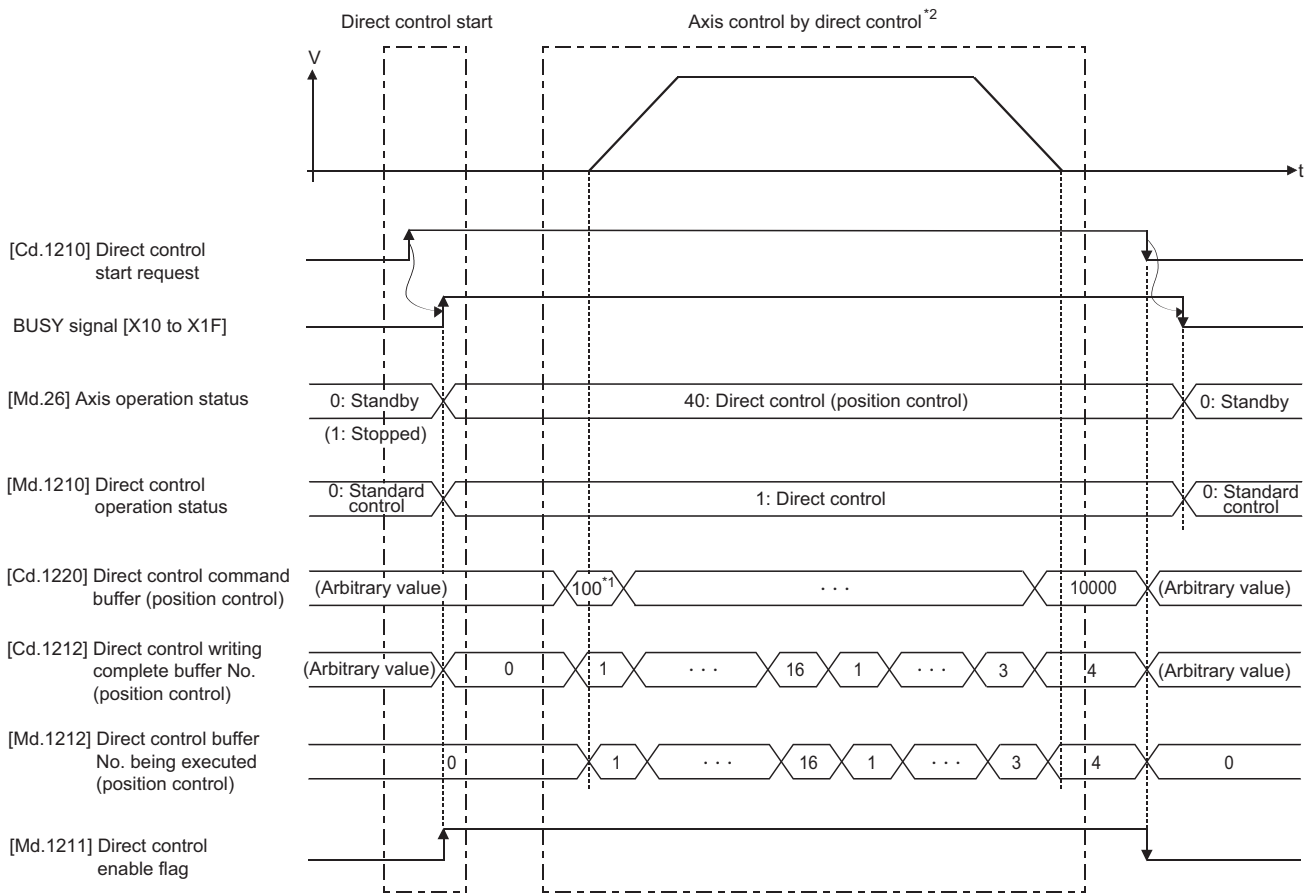 Direct control start
Axis control by direct control*2
V
t
[Cd.1210] Direct control
start request
BUSY signal [X10 to X1F]
[Md.26] Axis operation status
0: Standby
(1: Stopped)
40: Direct control (position control)
0: Standby
[Md.1210] Direct control
operation status
0: Standard
control
1: Direct control
0: Standard
control
[Cd.1220] Direct control command
buffer (position control)
(Arbitrary value)
100*1
· · ·
10000
(Arbitrary value)
[Cd.1212] Direct control writing
complete buffer No.
(position control)
(Arbitrary value)
0
1
· · ·
16
1
· · ·
3
4
(Arbitrary value)
[Md.1212] Direct control buffer
No. being executed
(position control)
0
1
· · ·
16
1
· · ·
3
4
0
[Md.1211] Direct control
enable flag